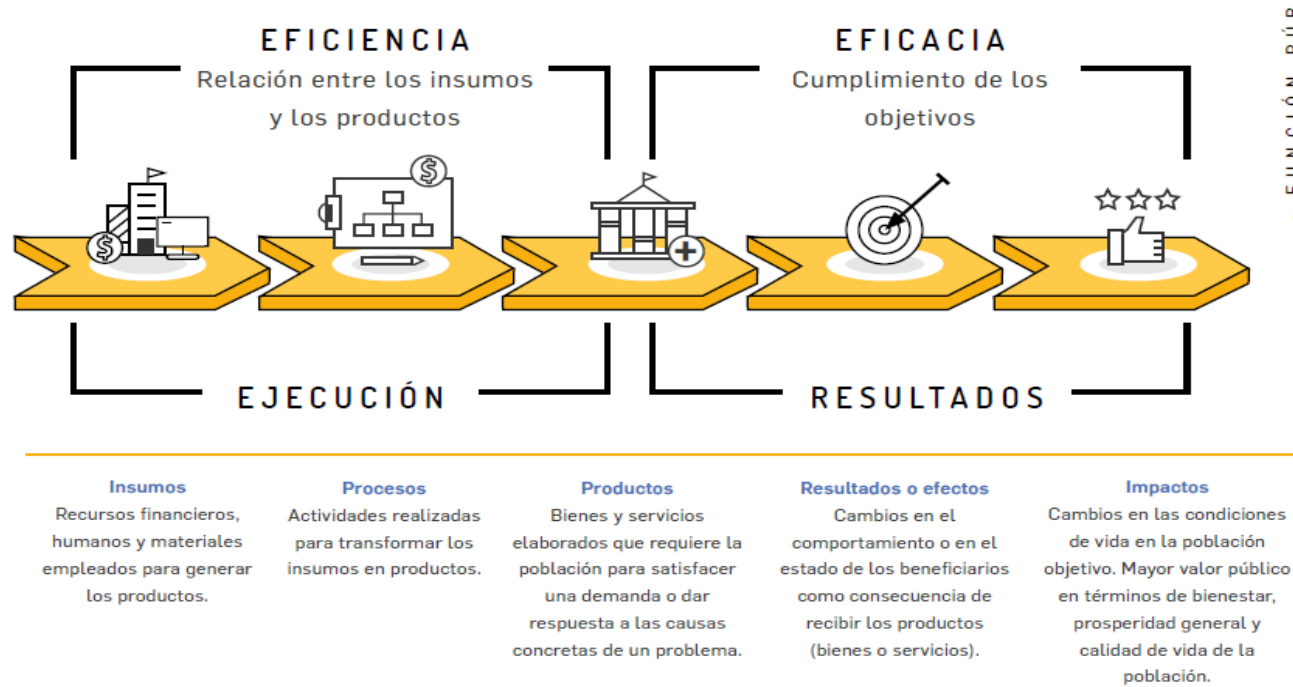 EFICIENCIA
Relación entre los insumos
y los productos
EFICACIA
Cumplimiento de los
objetivos
FUNCIÓN
$
$
EJECUCIÓN
RESULTADOS
Insumos
Recursos financieros,
humanos y materiales
empleados para generar
los productos.
Procesos
Actividades realizadas
para transformar los
insumos en productos.
Productos
Bienes y servicios
elaborados que requiere la
población para satisfacer
una demanda o dar
respuesta a las causas
concretas de un problema.
Resultados o efectos
Cambios en el
comportamiento o en el
estado de los beneficiarios
como consecuencia de
recibir los productos
(bienes o servicios).
Impactos
Cambios en las condiciones
de vida en la población
objetivo. Mayor valor público
en términos de bienestar,
prosperidad general y
calidad de vida de la
población.